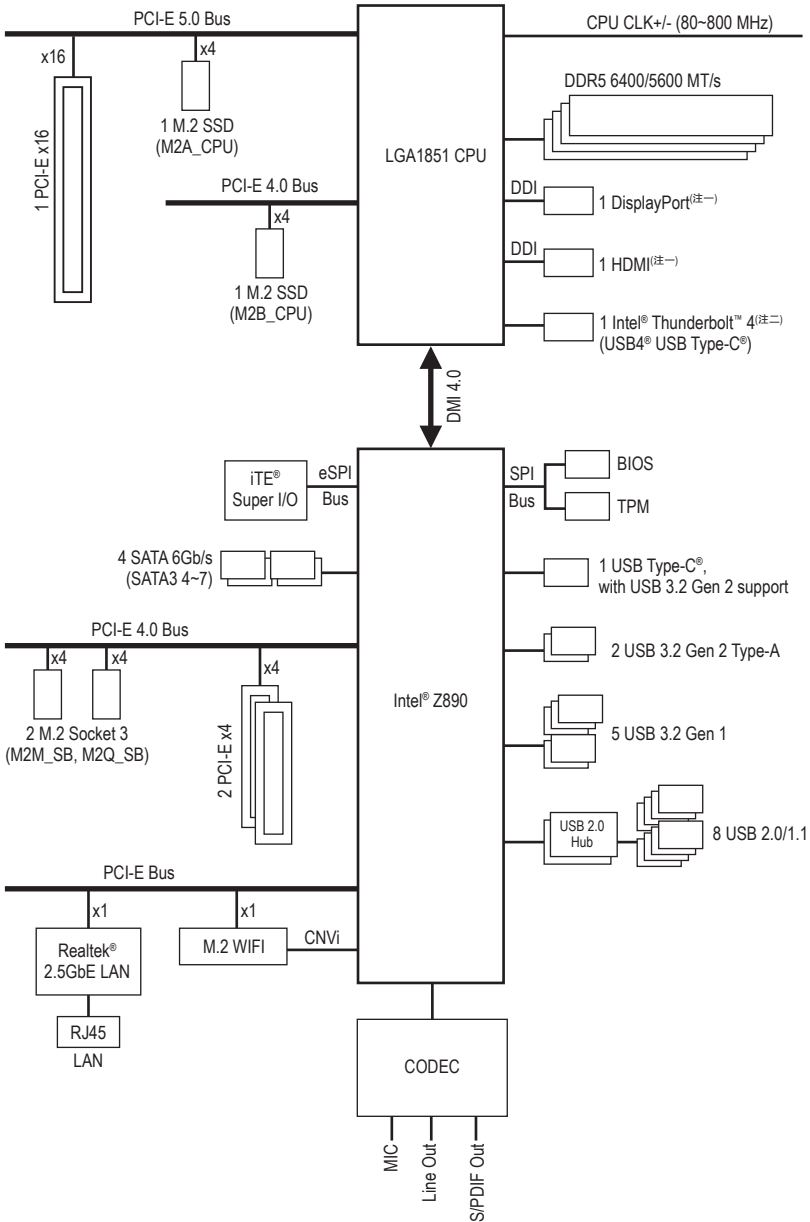 PCI-E 5.0 Bus
CPU CLK+/- (80~800 MHz)
x16
x4
DDR5 6400/5600 MT/s
1 PCI-E x16
1 M.2 SSD
(M2A_CPU)
LGA1851 CPU
PCI-E 4.0 Bus
x4
DDI
1 DisplayPort(注一)
DDI
1 HDMI(注一)
1 M.2 SSD
(M2B_CPU)
1 Intel® Thunderbolt™ 4(注二)
(USB4® USB Type-C®)
DMI 4.0
iTE®
Super I/O
eSPI
Bus
SPI
Bus
BIOS
TPM
4 SATA 6Gb/s
(SATA3 4~7)
1 USB Type-C®,
with USB 3.2 Gen 2 support
PCI-E 4.0 Bus
x4
x4
x4
2 USB 3.2 Gen 2 Type-A
Intel® Z890
2 M.2 Socket 3
(M2M_SB, M2Q_SB)
2 PCI-E x4
5 USB 3.2 Gen 1
USB 2.0
Hub
8 USB 2.0/1.1
PCI-E Bus
x1
x1
Realtek®
2.5GbE LAN
M.2 WIFI
CNVi
RJ45
LAN
CODEC
MIC
Line Out
S/PDIF Out